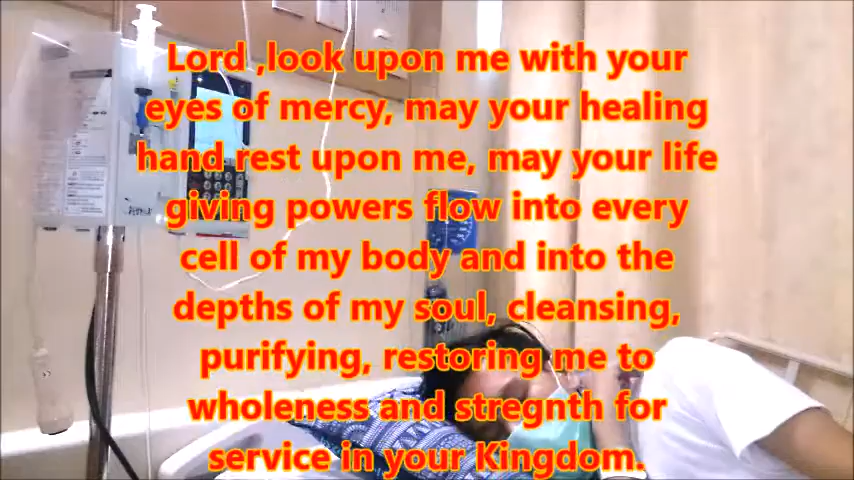 Lord ,look upon me with your
eyes of mercy, may your healing
hand rest upon me, may your life
giving powers flow into every
cell of my body and into the
depths of my soul, cleansing,
purifying, restoring me to
wholeness and stregnth for
service in your Kingdom.